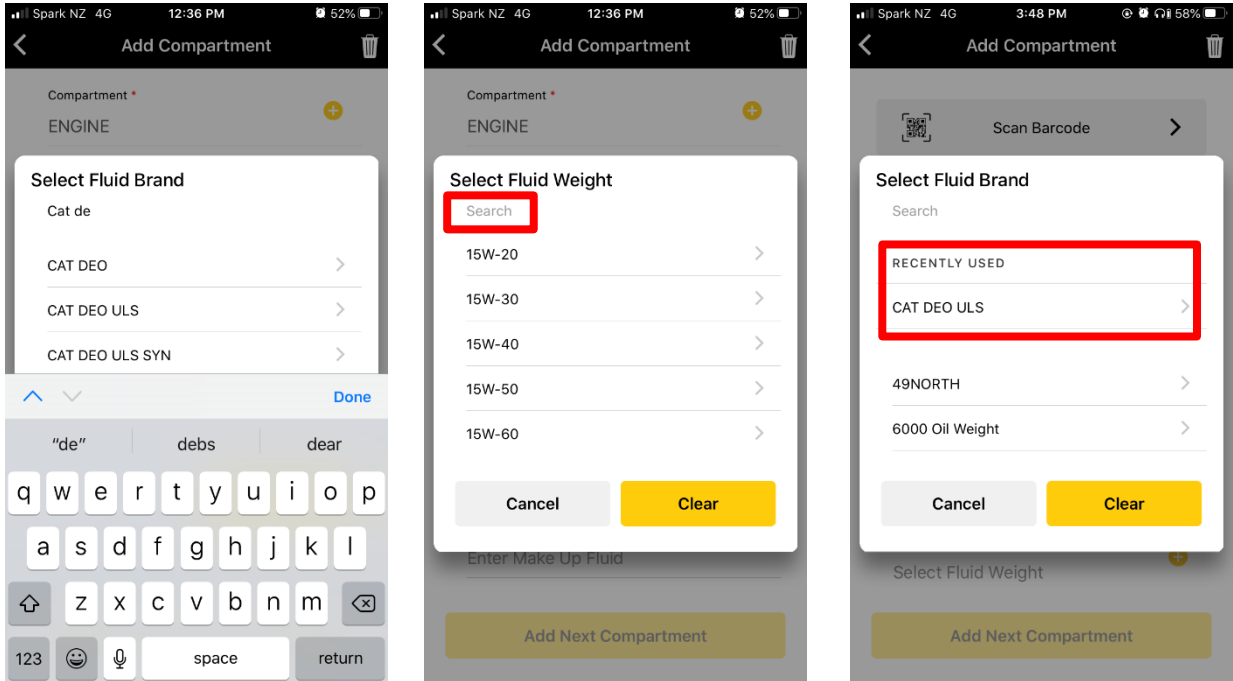 Spark NZ 4G 12:36 PM 52%
Add Compartment
Compartment *
ENGINE
Select Fluid Brand
Cat de
CAT DEO
CAT DEO ULS
CAT DEO ULS SYN
Done
“de” debs dear
q w e r t y u i o p
a s d f g h j k l
z x c v b n m
123 space return
Spark NZ 4G 12:36 PM 52%
Add Compartment
Compartment *
ENGINE
Select Fluid Weight
Search
15W-20
15W-30
15W-40
15W-50
15W-60
Cancel Clear
Enter Make Up Fluid
Add Next Compartment
Spark NZ 4G 3:48 PM 58%
Add Compartment
Scan Barcode
Select Fluid Brand
Search
RECENTLY USED
CAT DEO ULS
49NORTH
6000 Oil Weight
Cancel Clear
Select Fluid Weight
Add Next Compartment